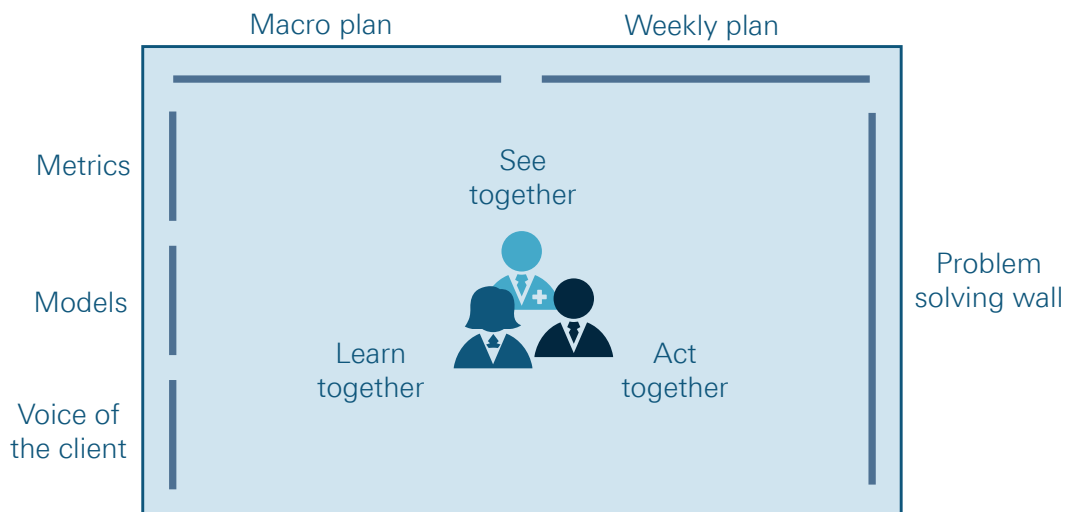 Macro plan
Weekly plan
Metrics
See
together
Models
Problem
solving wall
Learn
together
Act
together
Voice of
the client